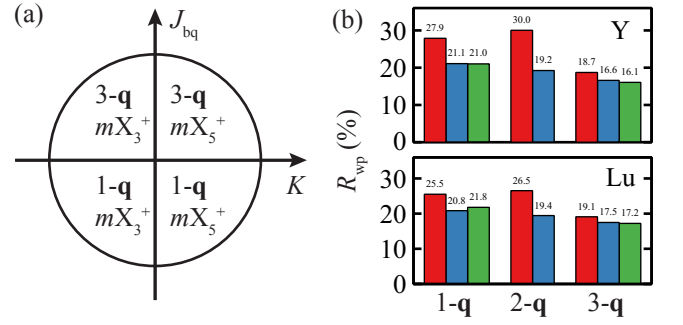 (a)
J_bq
3-q 3-q
mX₃⁺ mX₅⁺
K
1-q 1-q
mX₃⁺ mX₅⁺
(b)
R_wp (%)
30
20
10
0
Y
27.9 21.1 21.0 30.0 19.2 18.7 16.6 16.1
30
20
10
0
Lu
25.5 20.8 21.8 26.5 19.4 19.1 17.5 17.2
1-q 2-q 3-q